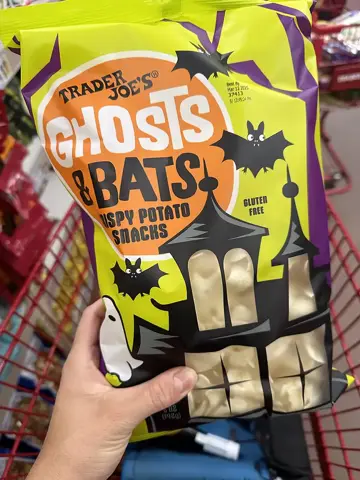 TRADER
JOE'S®
GHOSTS
& BATS
ISPY POTATO
SNACKS
GLUTEN
FREE